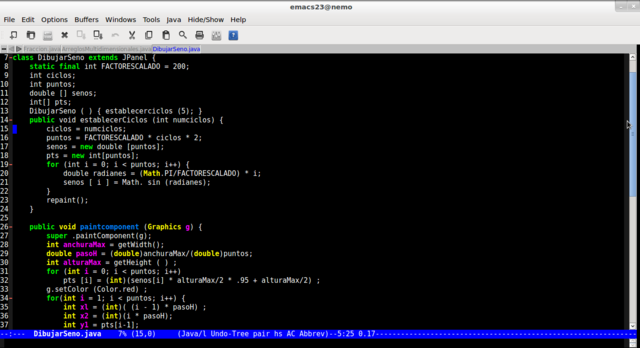 emacs23@nemo
File Edit Options Buffers Windows Tools Java Hide/Show Help
Fraccion.java ArreglosMultidimensionales.java DibujarSeno.java
7 class DibujarSeno extends JPanel {
8 static final int FACTORESCALADO = 200;
9 int ciclos;
10 int puntos;
11 double [] senos;
12 int[] pts;
13 DibujarSeno ( ) { establecerciclos (5); }
14 public void establecerCiclos (int numciclos) {
15 ciclos = numciclos;
16 puntos = FACTORESCALADO * ciclos * 2;
17 senos = new double [puntos];
18 pts = new int[puntos];
19 for (int i = 0; i < puntos; i++) {
20 double radianes = (Math.PI/FACTORESCALADO) * i;
21 senos [ i ] = Math. sin (radianes);
22 }
23 repaint();
24 }
25
26 public void paintcomponent (Graphics g) {
27 super .paintComponent(g);
28 int anchuraMax = getWidth();
29 double pasoH = (double)anchuraMax/(double)puntos;
30 int alturaMax = getHeight ( ) ;
31 for (int i = 0; i < puntos; i++)
32 pts [i] = (int)(senos[i] * alturaMax/2 * .95 + alturaMax/2) ;
33 g.setColor (Color.red) ;
34 for(int i = 1; i < puntos; i++) {
35 int x1 = (int)( (i - 1) * pasoH) ;
36 int x2 = (int)(i * pasoH);
37 int y1 = pts[i-1];
--:--- DibujarSeno.java 7% (15,0) (Java/l Undo-Tree pair hs AC Abbrev)--5:25 0.17